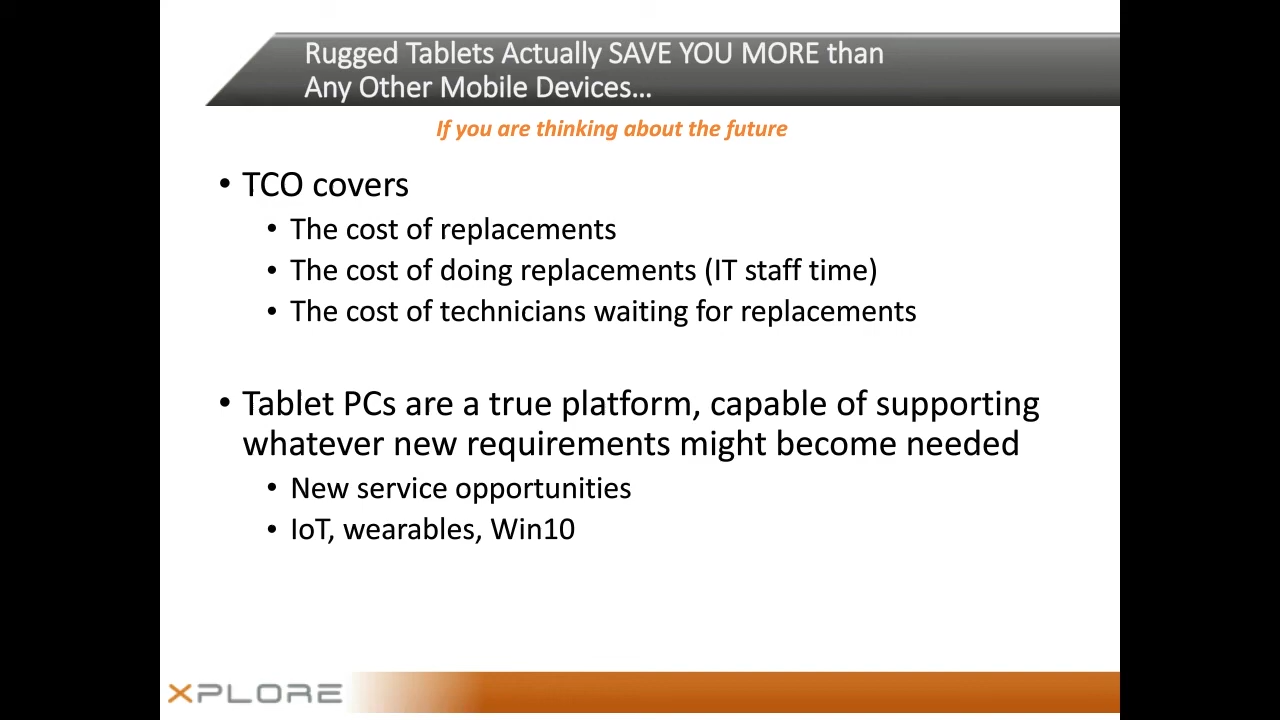 Rugged Tablets Actually SAVE YOU MORE than
Any Other Mobile Devices…
If you are thinking about the future
• TCO covers
• The cost of replacements
• The cost of doing replacements (IT staff time)
• The cost of technicians waiting for replacements
• Tablet PCs are a true platform, capable of supporting
whatever new requirements might become needed
• New service opportunities
• IoT, wearables, Win10
XPLORE